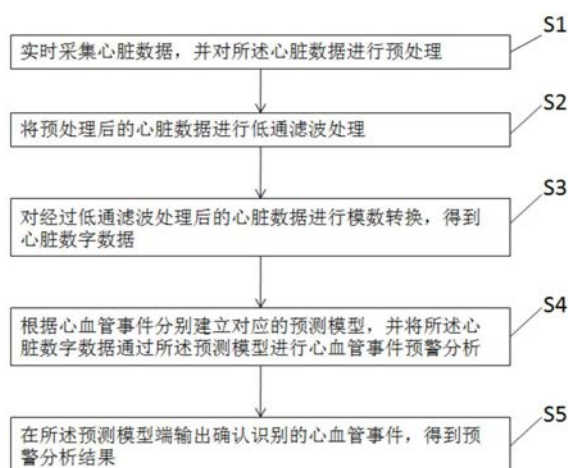 S1
实时采集心脏数据，并对所述心脏数据进行预处理
S2
将预处理后的心脏数据进行低通滤波处理
S3
对经过低通滤波处理后的心脏数据进行模数转换，得到
心脏数字数据
S4
根据心血管事件分别建立对应的预测模型，并将所述心
脏数字数据通过所述预测模型进行心血管事件预警分析
S5
在所述预测模型端输出确认识别的心血管事件，得到预
警分析结果